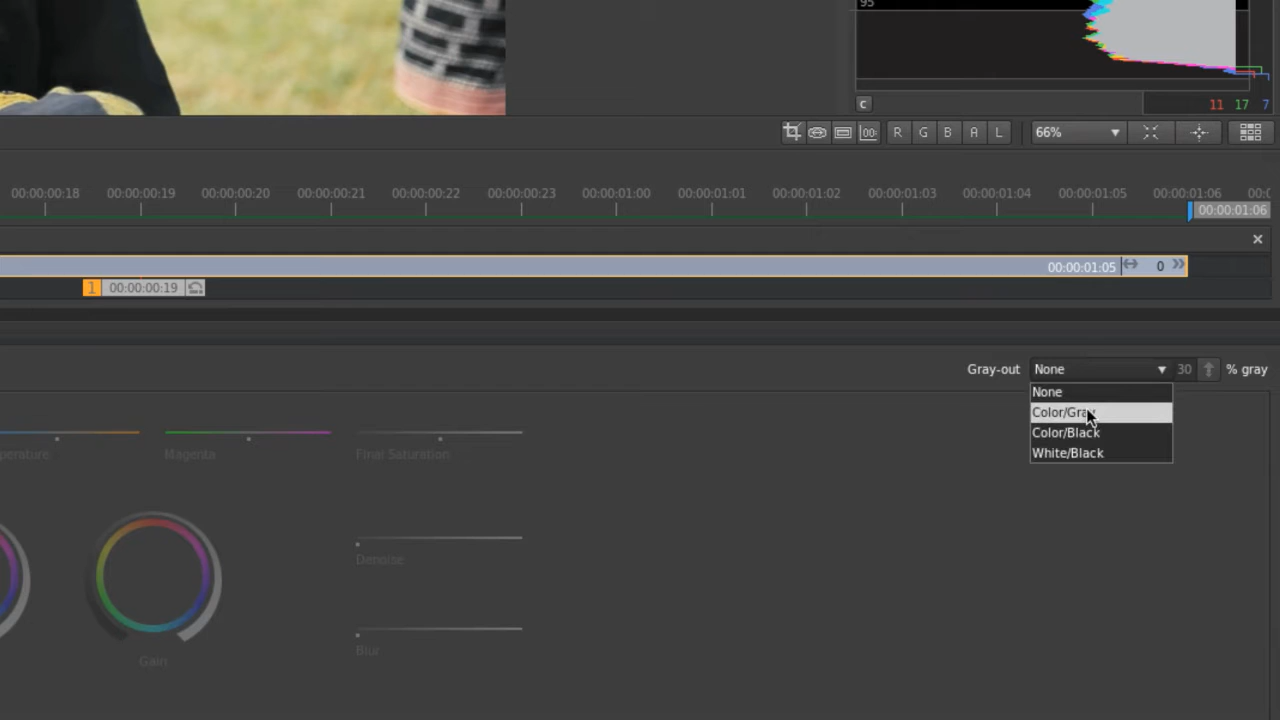 95
c
11 17 7
R G B A L 66%
00:00:00:18 00:00:00:19 00:00:00:20 00:00:00:21 00:00:00:22 00:00:00:23 00:00:01:00 00:00:01:01 00:00:01:02 00:00:01:03 00:00:01:04 00:00:01:05 00:00:01:06
00:00:01:06
00:00:01:05 0
1 00:00:00:19
Gray-out None 30 % gray
None
Color/Gray
Color/Black
White/Black
Magenta Final Saturation
Denoise
Blur
Gain